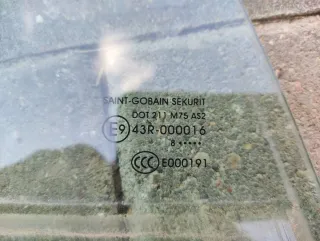 SAINT-GOBAIN SEKURIT
DOT 211 M75 AS2
E9 43R-000016
8 •••••
CCC E000191